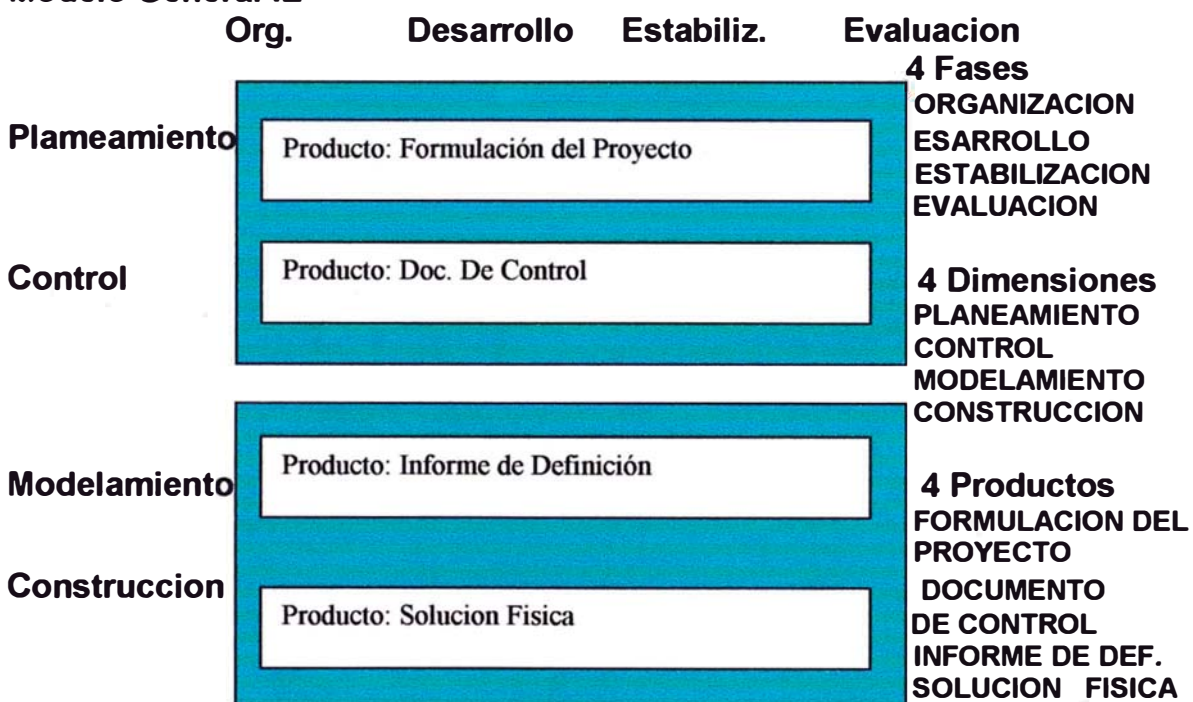 Org. Desarrollo Estabiliz. Evaluacion
4 Fases
ORGANIZACION
Plameamiento
Producto: Formulación del Proyecto
ESARROLLO
ESTABILIZACION
EVALUACION
Control
Producto: Doc. De Control
4 Dimensiones
PLANEAMIENTO
CONTROL
MODELAMIENTO
CONSTRUCCION
Modelamiento
Producto: Informe de Definición
4 Productos
FORMULACION DEL
PROYECTO
Construccion
Producto: Solucion Fisica
DOCUMENTO
DE CONTROL
INFORME DE DEF.
SOLUCION FISICA